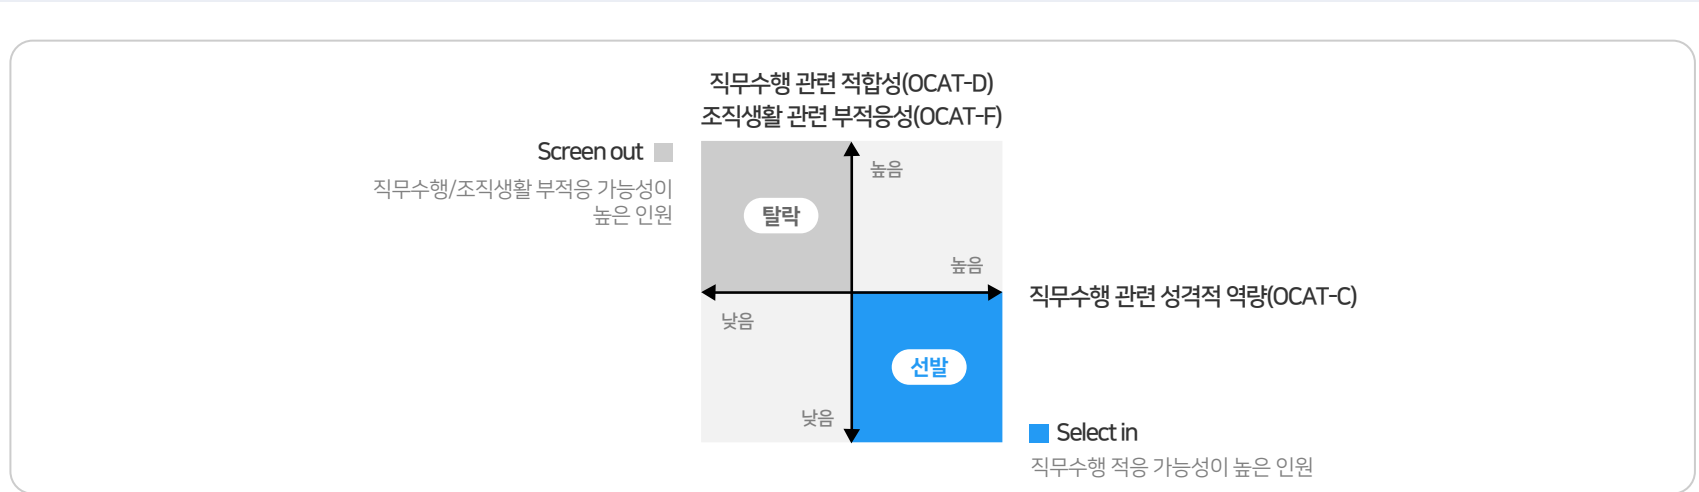 직무수행 관련 적합성(OCAT-D)
조직생활 관련 부적응성(OCAT-F)
Screen out
직무수행/조직생활 부적응 가능성이
높은 인원
높음
탈락
높음
직무수행 관련 성격적 역량(OCAT-C)
낮음
선발
낮음
Select in
직무수행 적응 가능성이 높은 인원